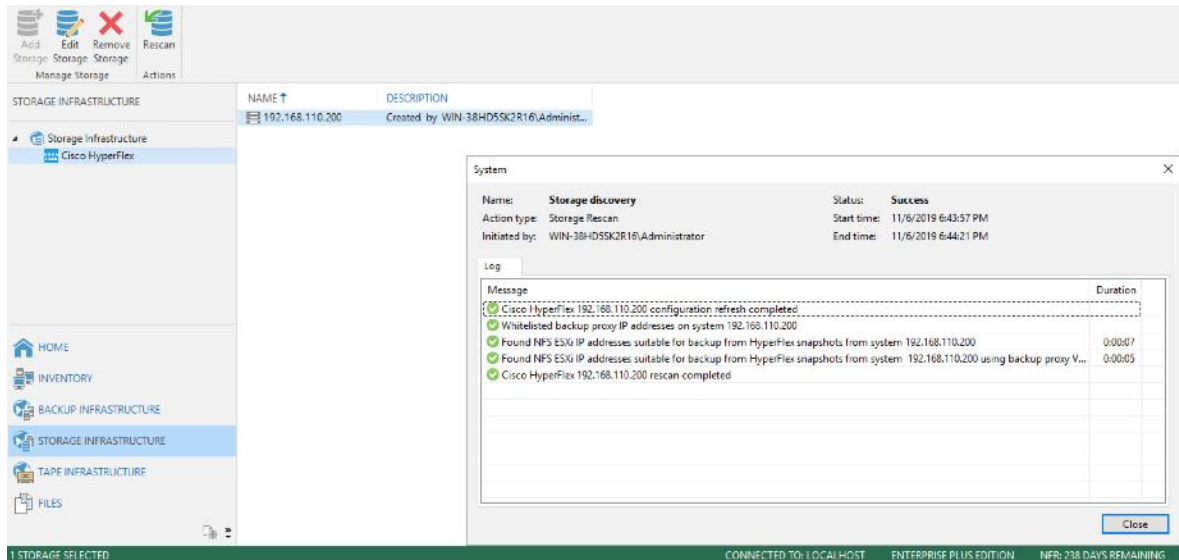 Add Storage
Edit Storage
Remove Storage
Rescan
Manage Storage
Actions
STORAGE INFRASTRUCTURE
Storage Infrastructure
Cisco HyperFlex
NAME
DESCRIPTION
192.168.110.200
Created by WIN-38HD5SK2R16\Administ...
System
Name: Storage discovery
Status: Success
Action type: Storage Rescan
Start time: 11/6/2019 6:43:57 PM
Initiated by: WIN-38HD5SK2R16\Administrator
End time: 11/6/2019 6:44:21 PM
Log
Message
Duration
Cisco HyperFlex 192.168.110.200 configuration refresh completed
Whitelisted backup proxy IP addresses on system 192.168.110.200
Found NFS ESXi IP addresses suitable for backup from HyperFlex snapshots from system 192.168.110.200 0:00:07
Found NFS ESXi IP addresses suitable for backup from HyperFlex snapshots from system 192.168.110.200 using backup proxy V... 0:00:05
Cisco HyperFlex 192.168.110.200 rescan completed
Close
HOME
INVENTORY
BACKUP INFRASTRUCTURE
STORAGE INFRASTRUCTURE
TAPE INFRASTRUCTURE
FILES
1 STORAGE SELECTED
CONNECTED TO: LOCALHOST
ENTERPRISE PLUS EDITION
NFR: 238 DAYS REMAINING